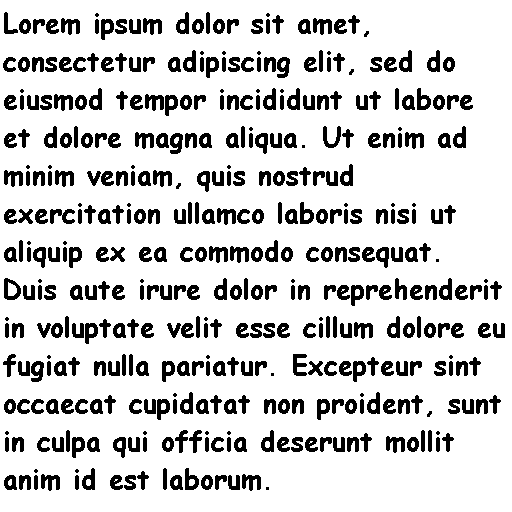 Lorem ipsum dolor sit amet,
consectetur adipiscing elit, sed do
eiusmod tempor incididunt ut labore
et dolore magna aliqua. Ut enim ad
minim veniam, quis nostrud
exercitation ullamco laboris nisi ut
aliquip ex ea commodo consequat.
Duis aute irure dolor in reprehenderit
in voluptate velit esse cillum dolore eu
fugiat nulla pariatur. Excepteur sint
occaecat cupidatat non proident, sunt
in culpa qui officia deserunt mollit
anim id est laborum.